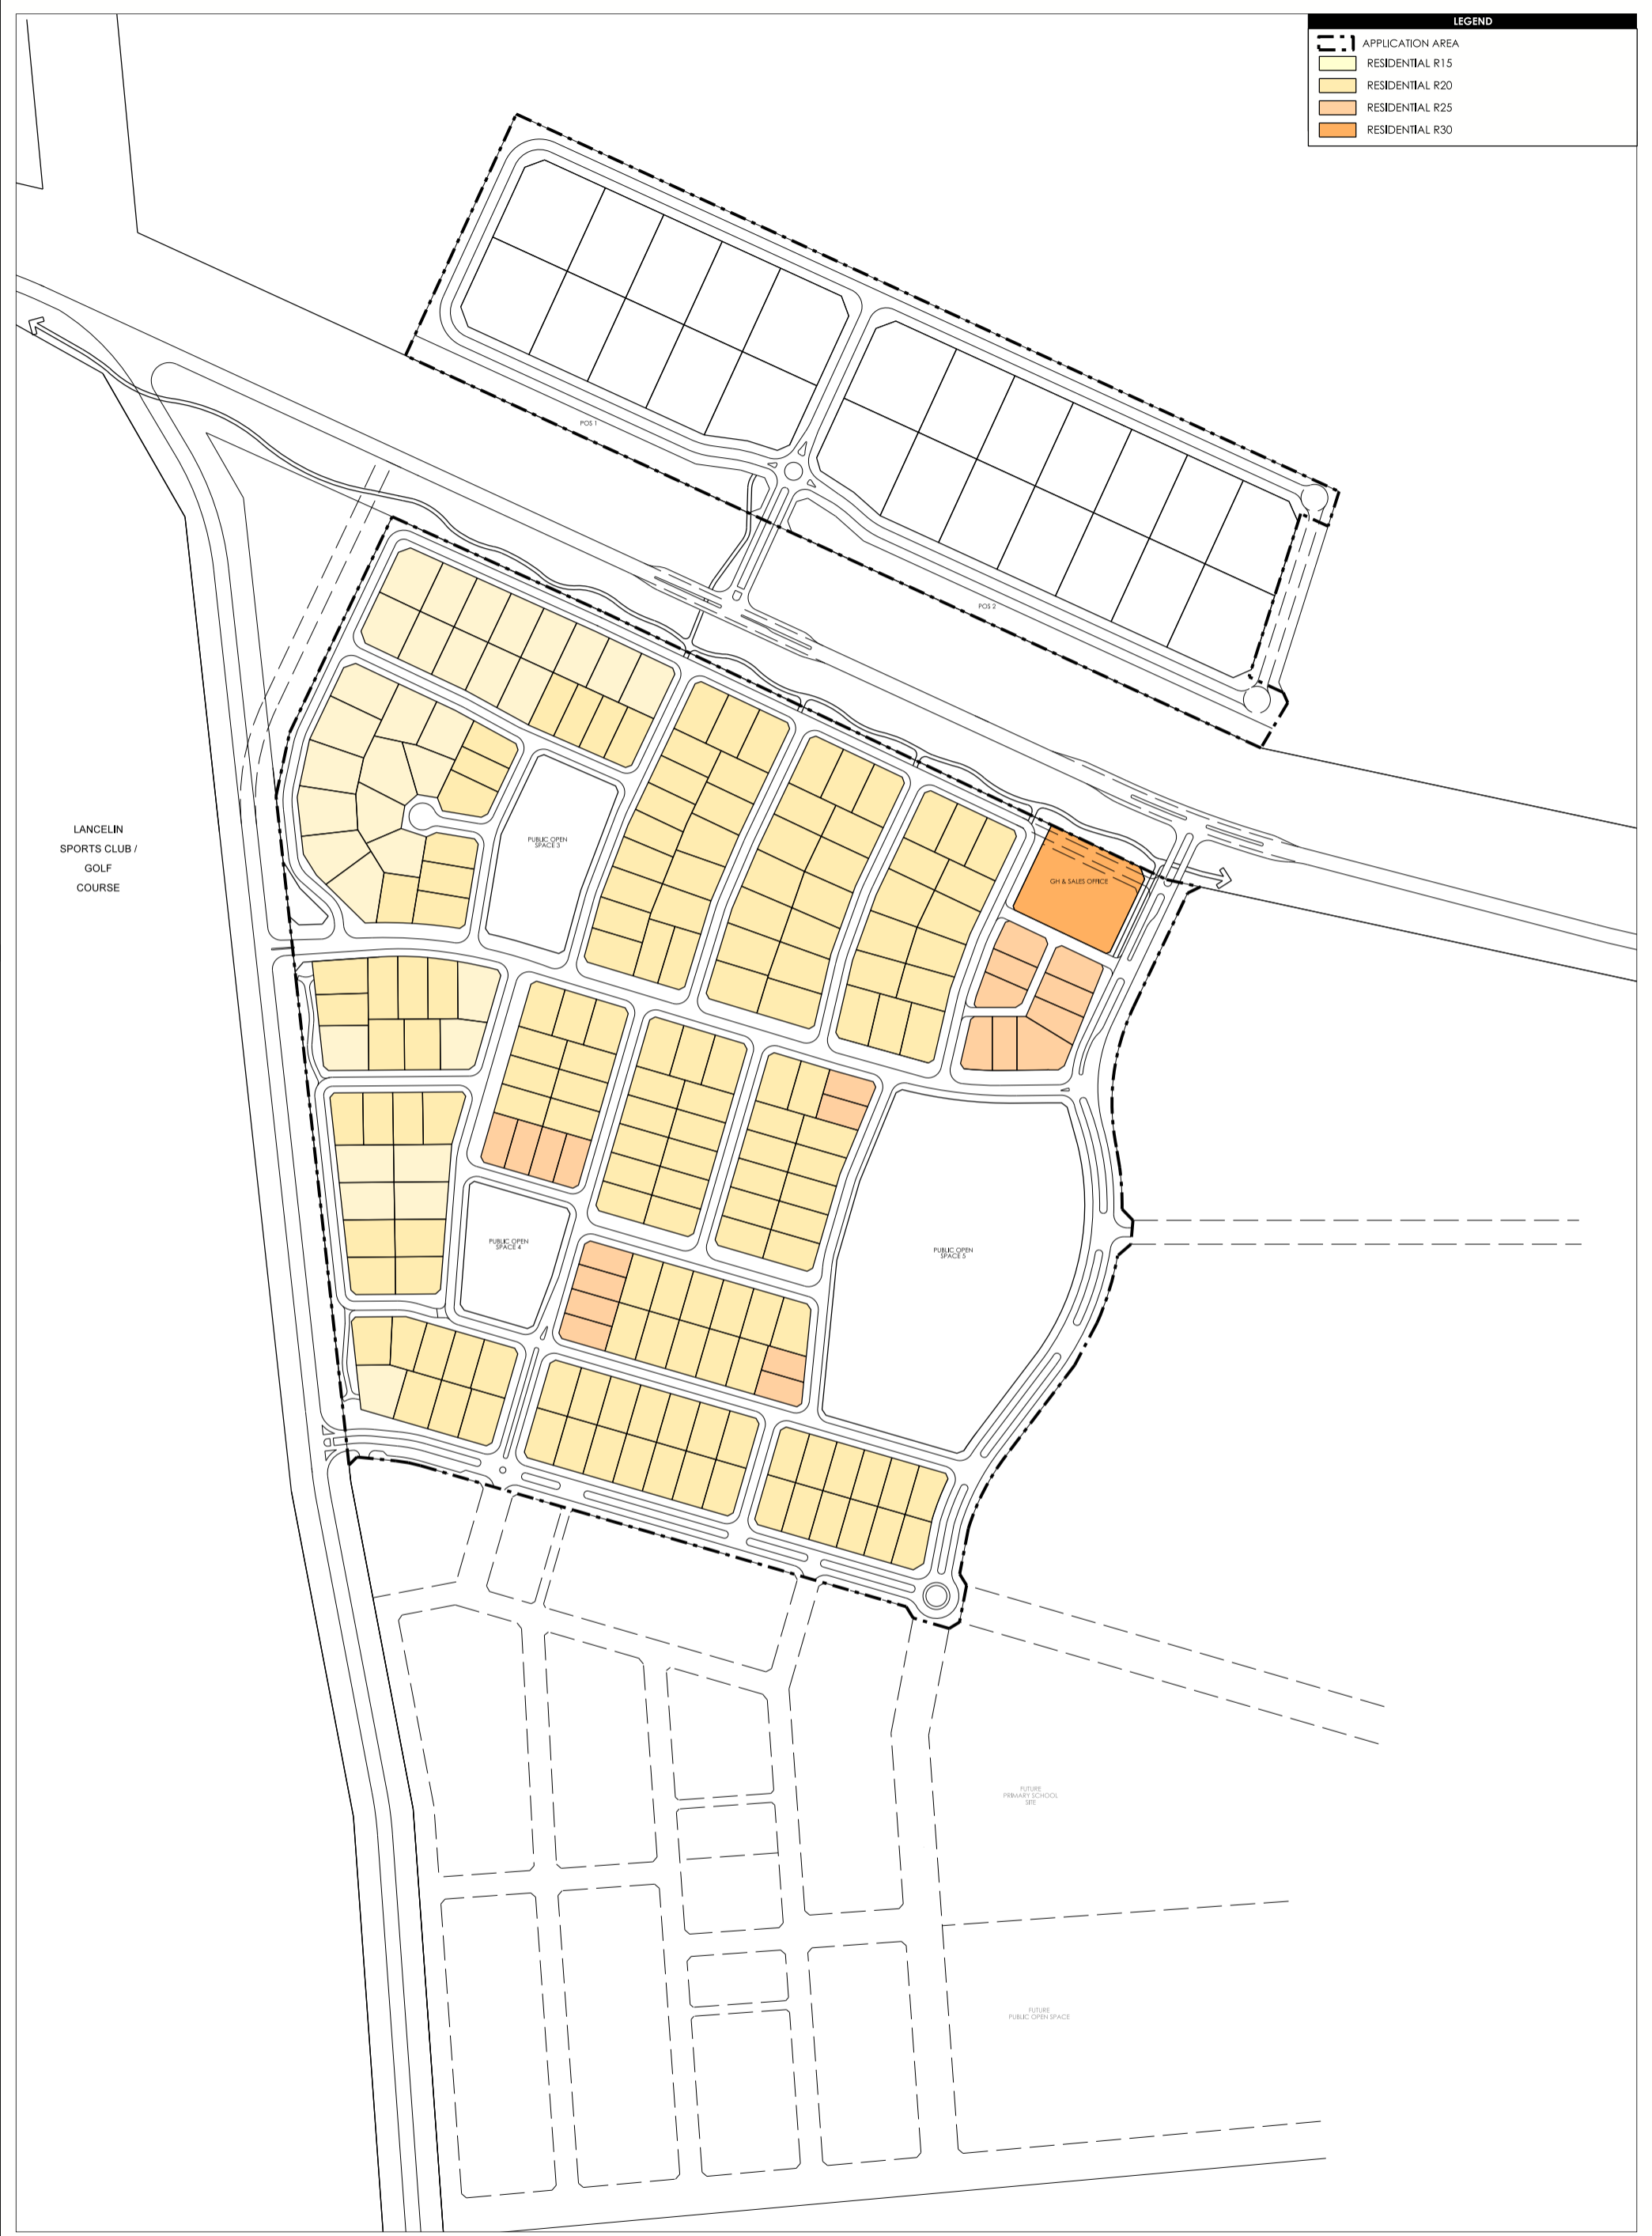 LEGEND
APPLICATION AREA
RESIDENTIAL R15
RESIDENTIAL R20
RESIDENTIAL R25
RESIDENTIAL R30
POS 1
POS 2
LANCELIN
SPORTS CLUB /
GOLF
COURSE
PUBLIC OPEN
SPACE 3
GH & SALES OFFICE
PUBLIC OPEN
SPACE 4
PUBLIC OPEN
SPACE 5
FUTURE
PRIMARY SCHOOL
SITE
FUTURE
PUBLIC OPEN SPACE